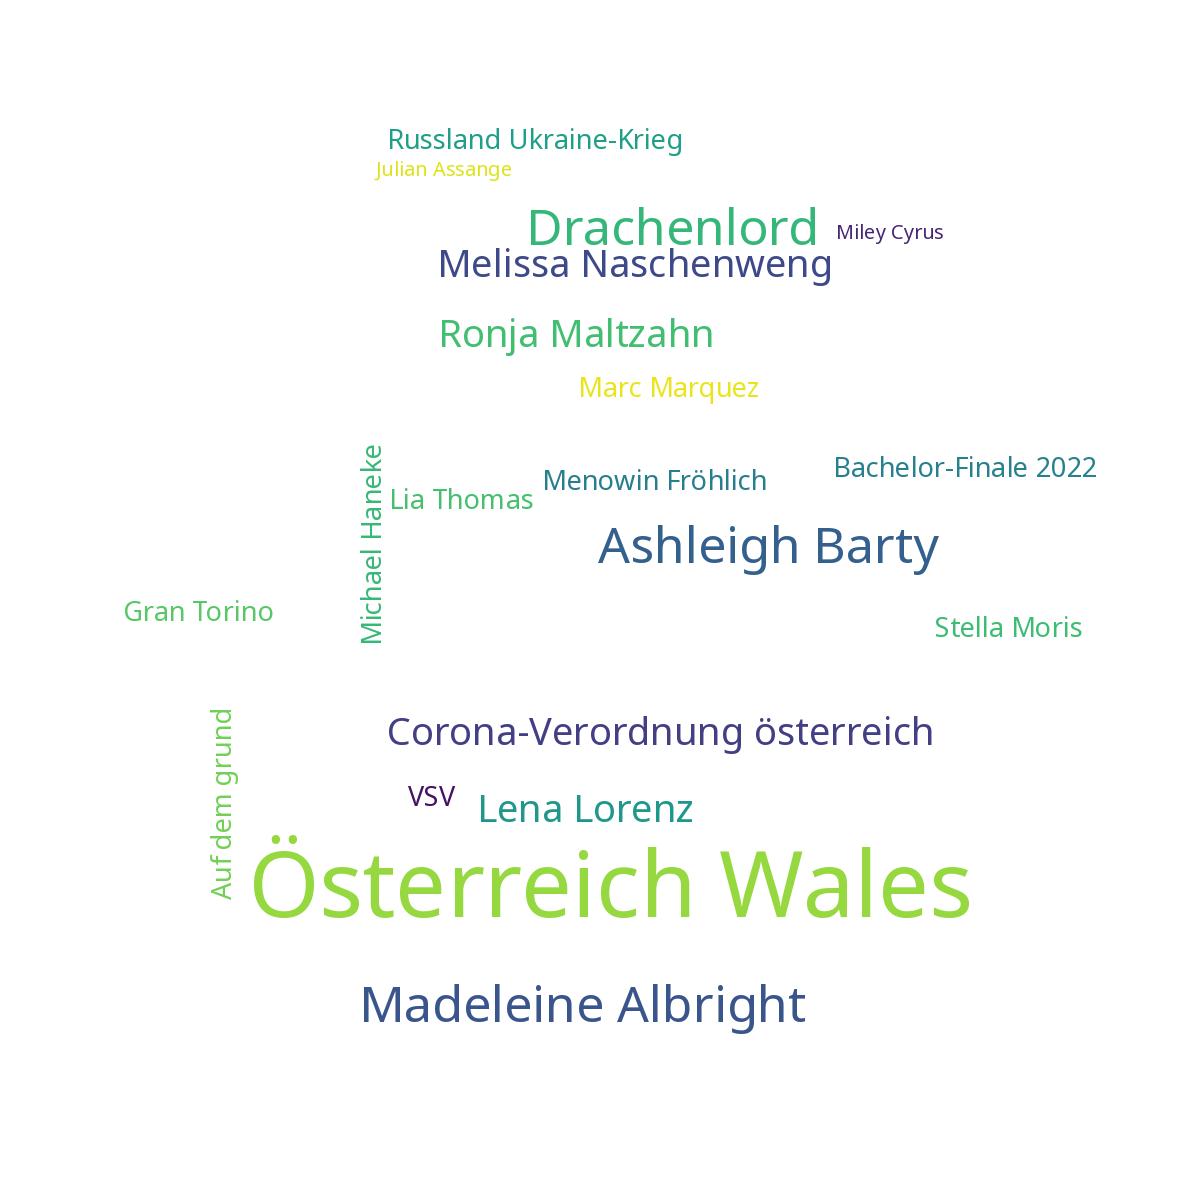 Russland Ukraine-Krieg
Julian Assange
Drachenlord
Miley Cyrus
Melissa Naschenweng
Ronja Maltzahn
Marc Marquez
Michael Haneke
Bachelor-Finale 2022
Menowin Fröhlich
Lia Thomas
Ashleigh Barty
Gran Torino
Stella Moris
Auf dem grund
Corona-Verordnung österreich
VSV
Lena Lorenz
Österreich Wales
Madeleine Albright